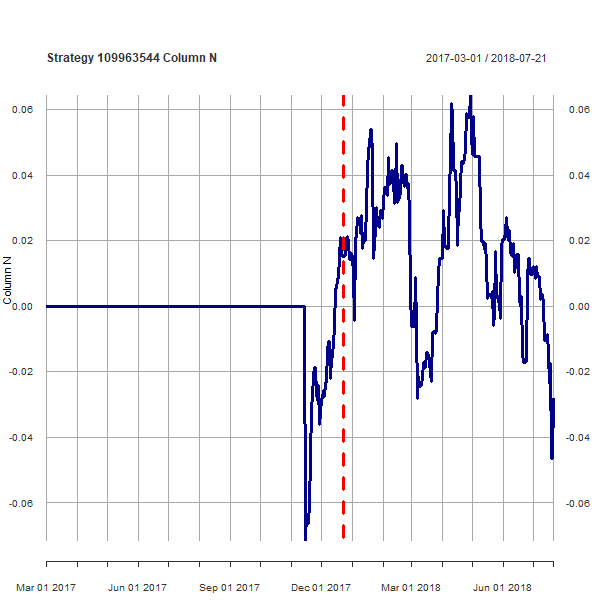 Strategy 109963544 Column N
2017-03-01 / 2018-07-21
0.06
0.04
0.02
0.00
-0.02
-0.04
-0.06
Column N
0.06
0.04
0.02
0.00
-0.02
-0.04
-0.06
Mar 01 2017
Jun 01 2017
Sep 01 2017
Dec 01 2017
Mar 01 2018
Jun 01 2018